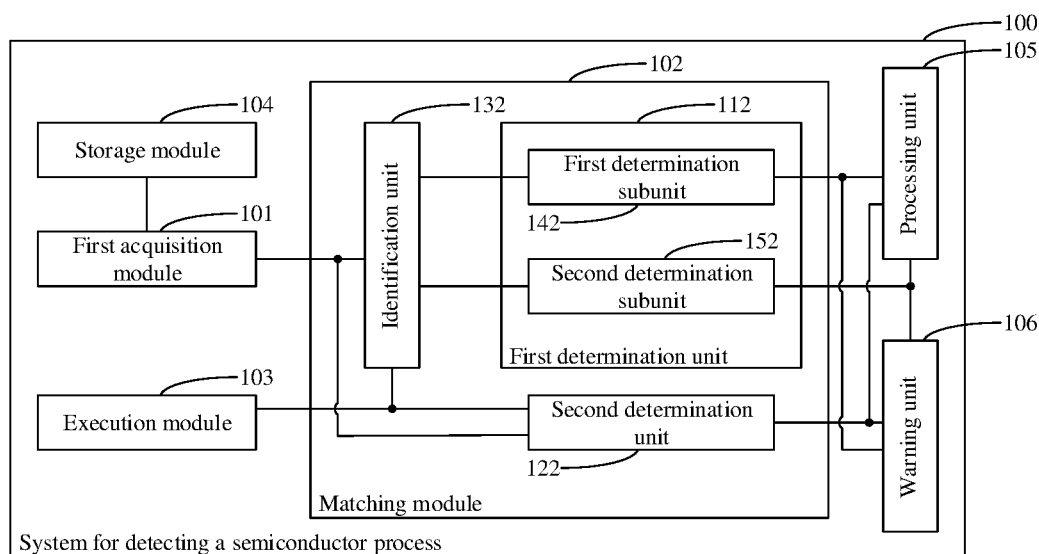 100
105
102
104
132
112
Storage module
First determination
subunit
142
Processing unit
101
First acquisition
module
Identification unit
152
Second determination
subunit
First determination unit
106
103
Execution module
Second determination
unit
122
Warning unit
Matching module
System for detecting a semiconductor process